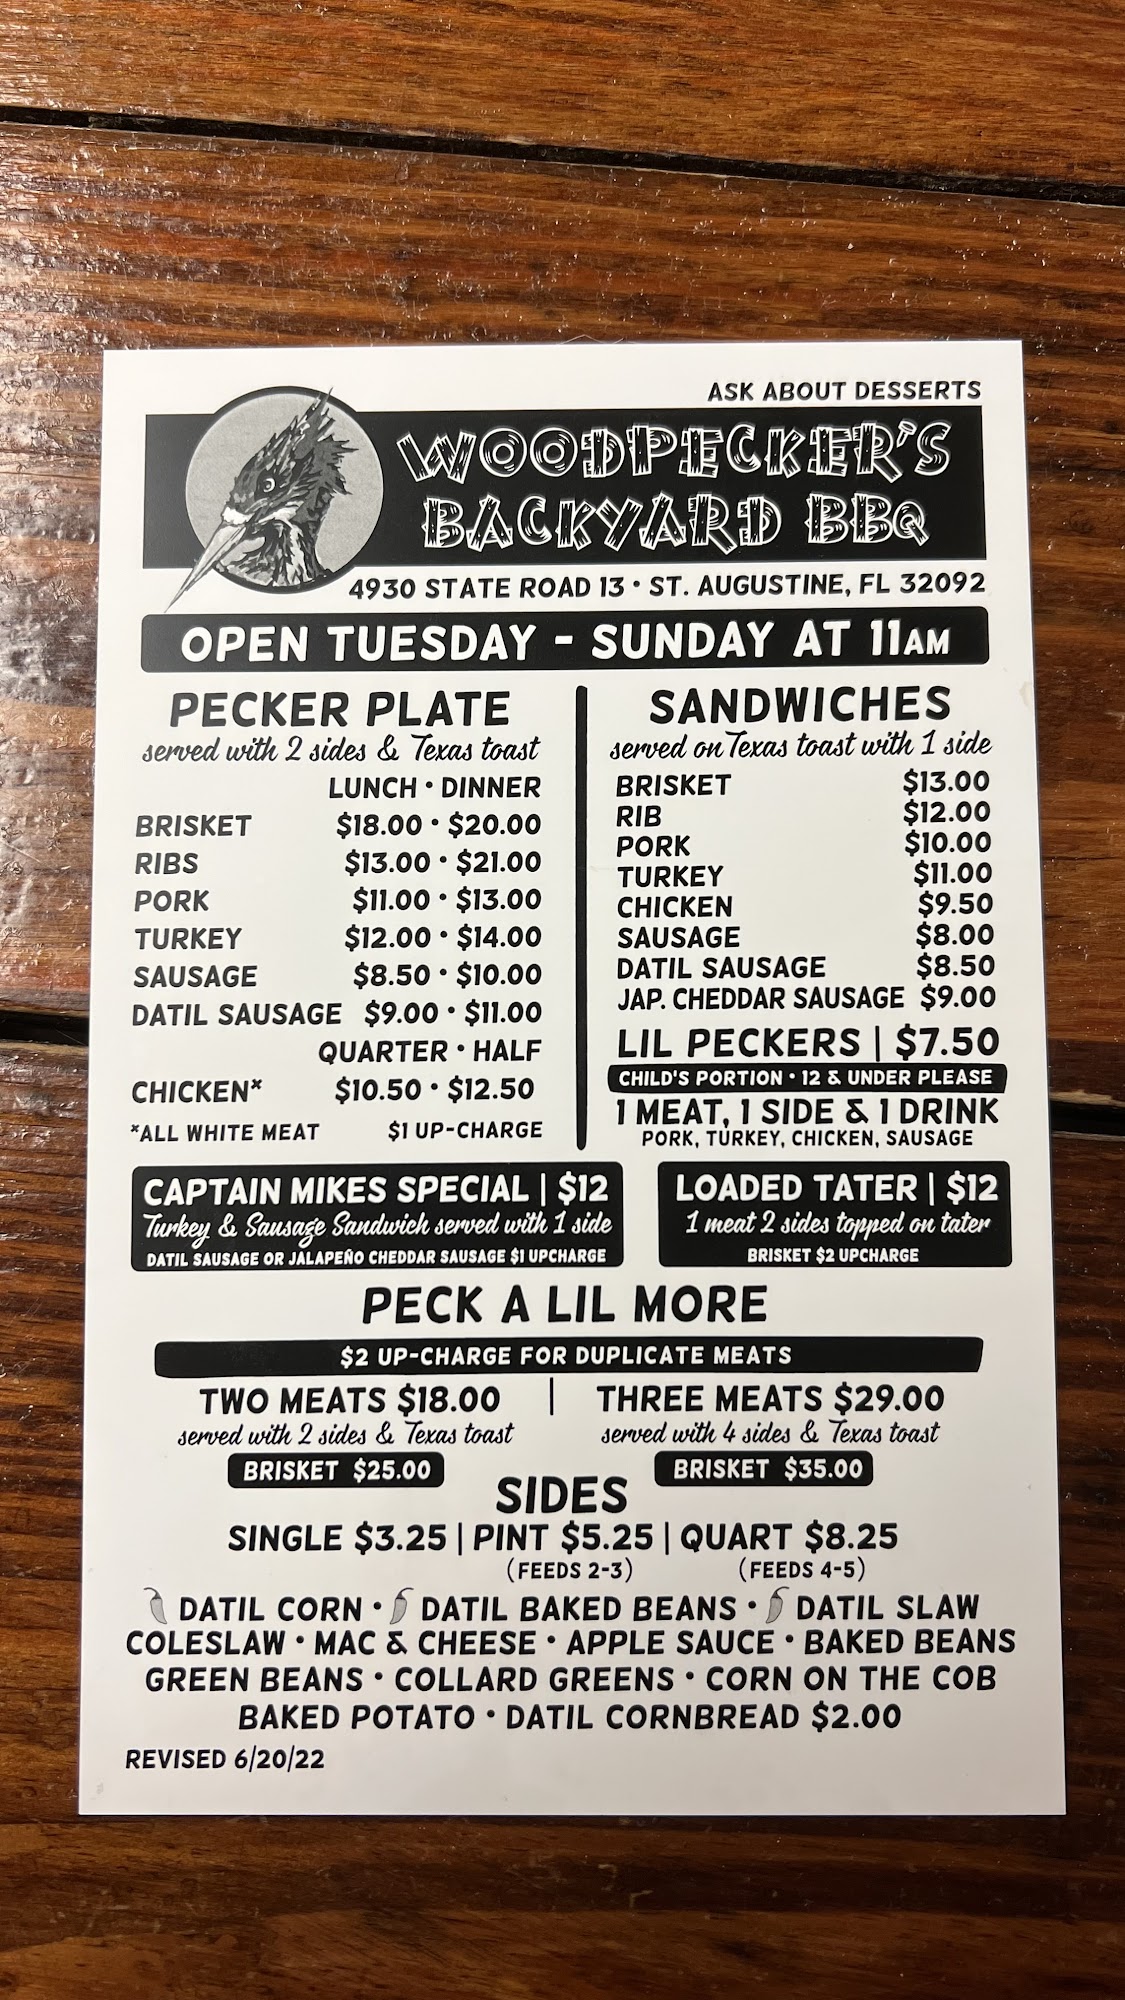 ASK ABOUT DESSERTS
WOODPECKER'S
BACKYARD BBQ
4930 STATE ROAD 13 • ST. AUGUSTINE, FL 32092
OPEN TUESDAY - SUNDAY AT 11AM
PECKER PLATE
served with 2 sides & Texas toast
LUNCH • DINNER
BRISKET $18.00 • $20.00
RIBS $13.00 • $21.00
PORK $11.00 • $13.00
TURKEY $12.00 • $14.00
SAUSAGE $8.50 • $10.00
DATIL SAUSAGE $9.00 • $11.00
QUARTER • HALF
CHICKEN* $10.50 • $12.50
*ALL WHITE MEAT $1 UP-CHARGE
SANDWICHES
served on Texas toast with 1 side
BRISKET $13.00
RIB $12.00
PORK $10.00
TURKEY $11.00
CHICKEN $9.50
SAUSAGE $8.00
DATIL SAUSAGE $8.50
JAP. CHEDDAR SAUSAGE $9.00
LIL PECKERS | $7.50
CHILD'S PORTION • 12 & UNDER PLEASE
1 MEAT, 1 SIDE & 1 DRINK
PORK, TURKEY, CHICKEN, SAUSAGE
CAPTAIN MIKES SPECIAL | $12
Turkey & Sausage Sandwich served with 1 side
DATIL SAUSAGE OR JALAPEÑO CHEDDAR SAUSAGE $1 UPCHARGE
LOADED TATER | $12
1 meat 2 sides topped on tater
BRISKET $2 UPCHARGE
PECK A LIL MORE
$2 UP-CHARGE FOR DUPLICATE MEATS
TWO MEATS $18.00 | THREE MEATS $29.00
served with 2 sides & Texas toast served with 4 sides & Texas toast
BRISKET $25.00 BRISKET $35.00
SIDES
SINGLE $3.25 | PINT $5.25 | QUART $8.25
(FEEDS 2-3) (FEEDS 4-5)
DATIL CORN • DATIL BAKED BEANS • DATIL SLAW
COLESLAW • MAC & CHEESE • APPLE SAUCE • BAKED BEANS
GREEN BEANS • COLLARD GREENS • CORN ON THE COB
BAKED POTATO • DATIL CORNBREAD $2.00
REVISED 6/20/22